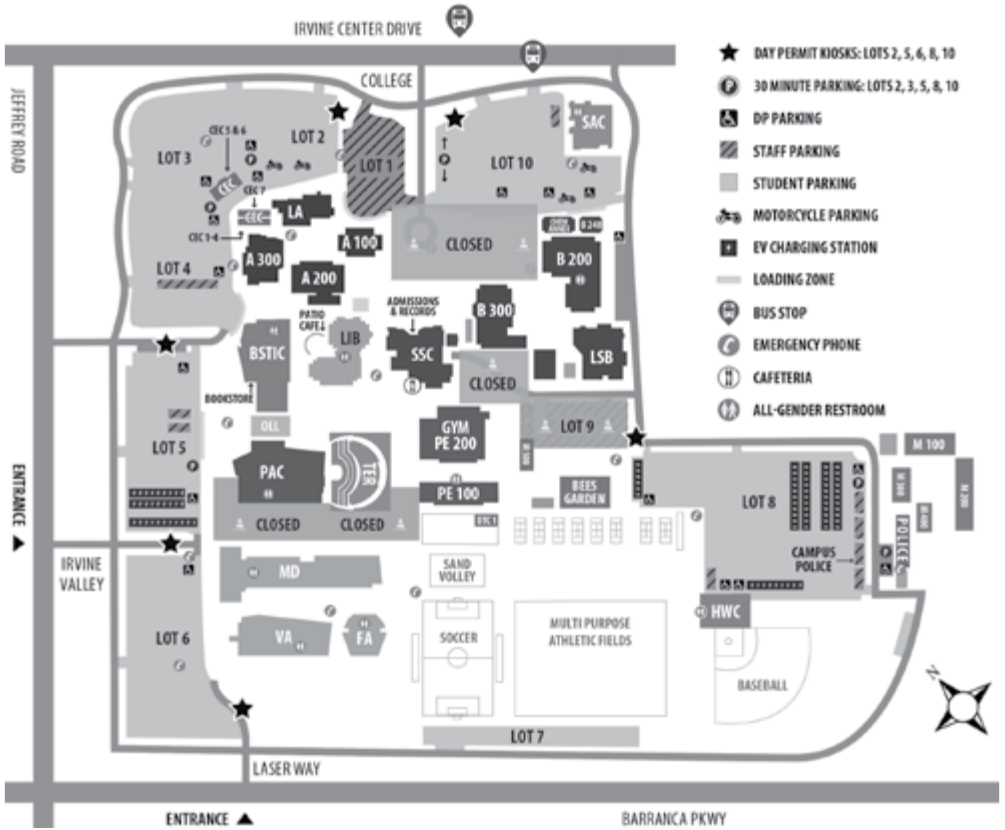 IRVINE CENTER DRIVE
JEFFREY ROAD
COLLEGE
DAY PERMIT KIOSKS: LOTS 2, 5, 6, 8, 10
30 MINUTE PARKING: LOTS 2, 3, 5, 8, 10
DP PARKING
STAFF PARKING
STUDENT PARKING
MOTORCYCLE PARKING
EV CHARGING STATION
LOADING ZONE
BUS STOP
EMERGENCY PHONE
CAFETERIA
ALL-GENDER RESTROOM
CEC 5 & 6
LOT 2
LOT 3
LOT 1
LOT 10
SAC
CEC
CEC 7
CEC
LA
CEC 1-4
A 100
A 300
A 200
LOT 4
CLOSED
B 240
B 200
B 300
ADMISSIONS
& RECORDS
PATIO
CAFE
LIB
SSC
LSB
BSTIC
CLOSED
BOOKSTORE
OLL
LOT 5
GYM
PE 200
LOT 9
PAC
PE 100
BEES
GARDEN
LOT 8
M 100
M 200
POLICE
CAMPUS
POLICE
CLOSED
CLOSED
ENTRANCE
IRVINE
VALLEY
MD
SAND
VOLLEY
LOT 6
VA
FA
SOCCER
MULTI PURPOSE
ATHLETIC FIELDS
HWC
BASEBALL
N
LOT 7
LASER WAY
ENTRANCE
BARRANCA PKWY